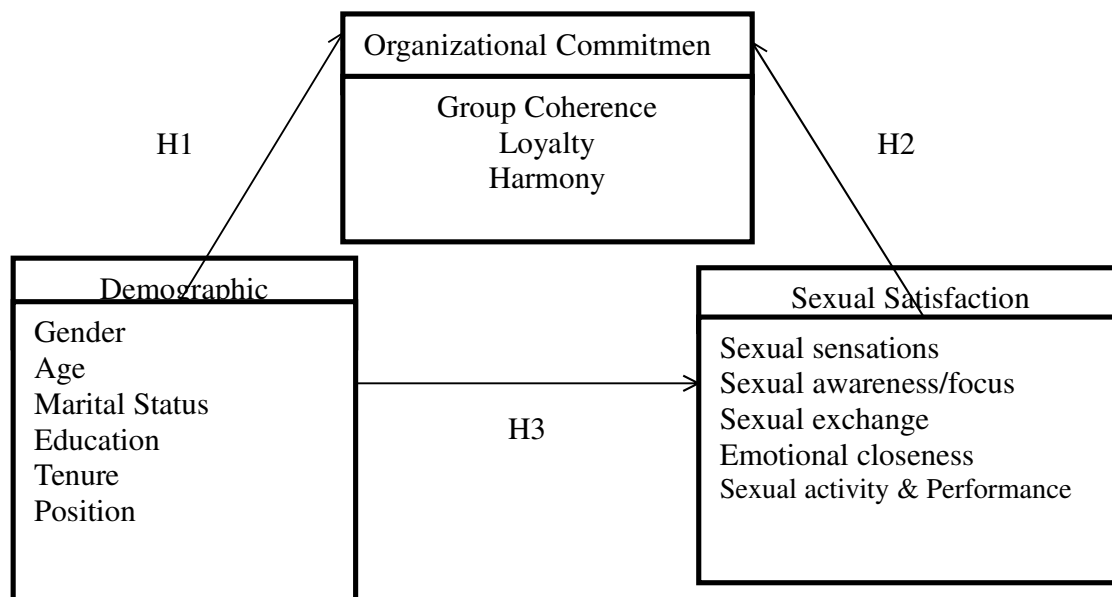 Organizational Commitmen
Group Coherence
Loyalty
Harmony
H1
H2
Demographic
Gender
Age
Marital Status
Education
Tenure
Position
H3
Sexual Satisfaction
Sexual sensations
Sexual awareness/focus
Sexual exchange
Emotional closeness
Sexual activity & Performance